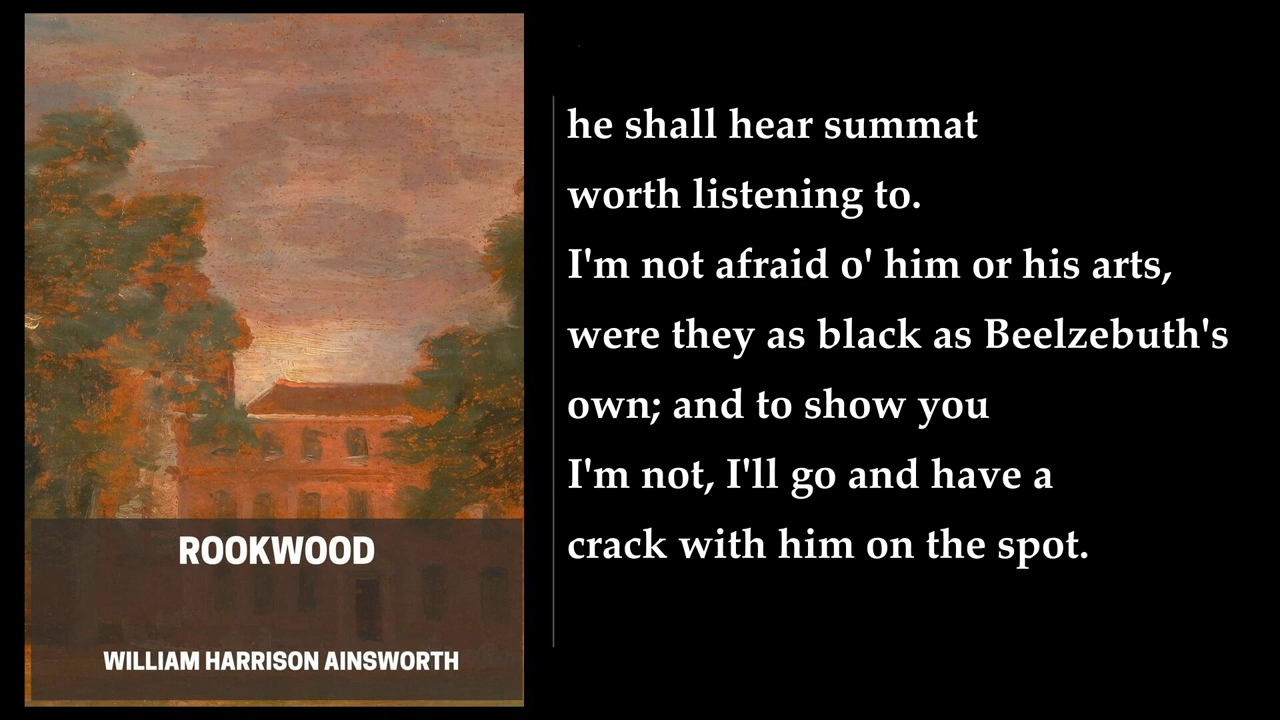 he shall hear summat
worth listening to.
I'm not afraid o' him or his arts,
were they as black as Beelzebuth's
own; and to show you
I'm not, I'll go and have a
crack with him on the spot.
ROOKWOOD
WILLIAM HARRISON AINSWORTH